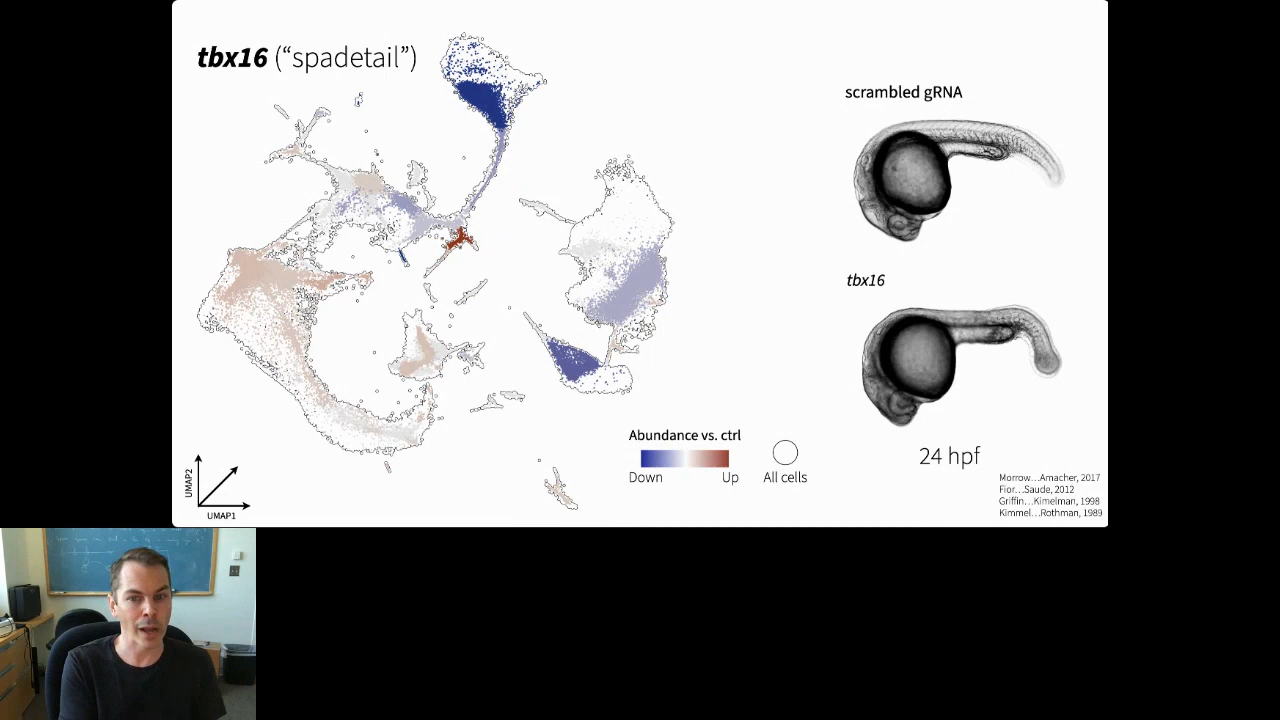 tbx16 (“spadetail”)
scrambled gRNA
tbx16
Abundance vs. ctrl
Down
Up
All cells
24 hpf
Morrow…Amacher, 2017
Fior…Saude, 2012
Griffin…Kimelman, 1998
Kimmel…Rothman, 1989
UMAP2
UMAP1